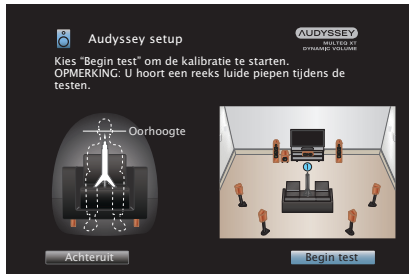 Audyssey setup
AUDYSSEY
MULTEQ XT
DYNAMIC VOLUME
Kies “Begin test” om de kalibratie te starten.
OPMERKING: U hoort een reeks luide piepen tijdens de
testen.
Oorhoogte
1
Achteruit
Begin test